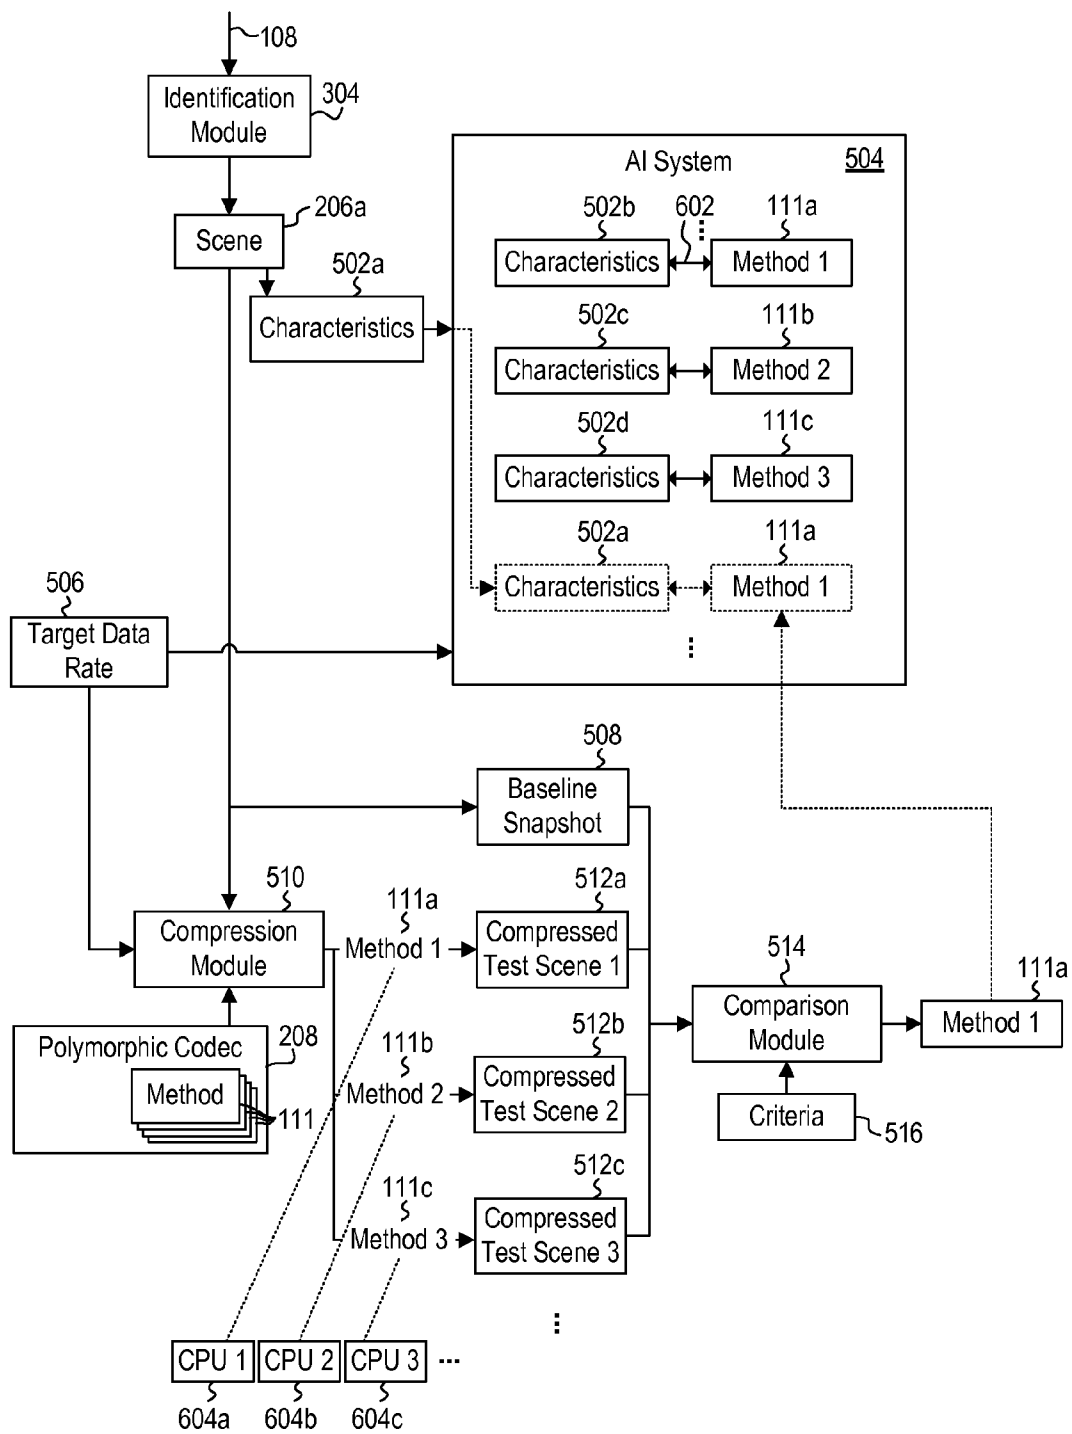 108
Identification
Module
304
206a
Scene
502a
Characteristics
AI System
504
502b
602
111a
...
Characteristics
Method 1
502c
111b
Characteristics
Method 2
502d
111c
Characteristics
Method 3
502a
111a
Characteristics
Method 1
...
506
Target Data
Rate
508
Baseline
Snapshot
510
Compression
Module
111a
Method 1
512a
Compressed
Test Scene 1
514
Comparison
Module
111a
Method 1
Polymorphic Codec
208
Method
111
111b
Method 2
512b
Compressed
Test Scene 2
Criteria
516
111c
Method 3
512c
Compressed
Test Scene 3
...
CPU 1
CPU 2
CPU 3
...
604a
604b
604c